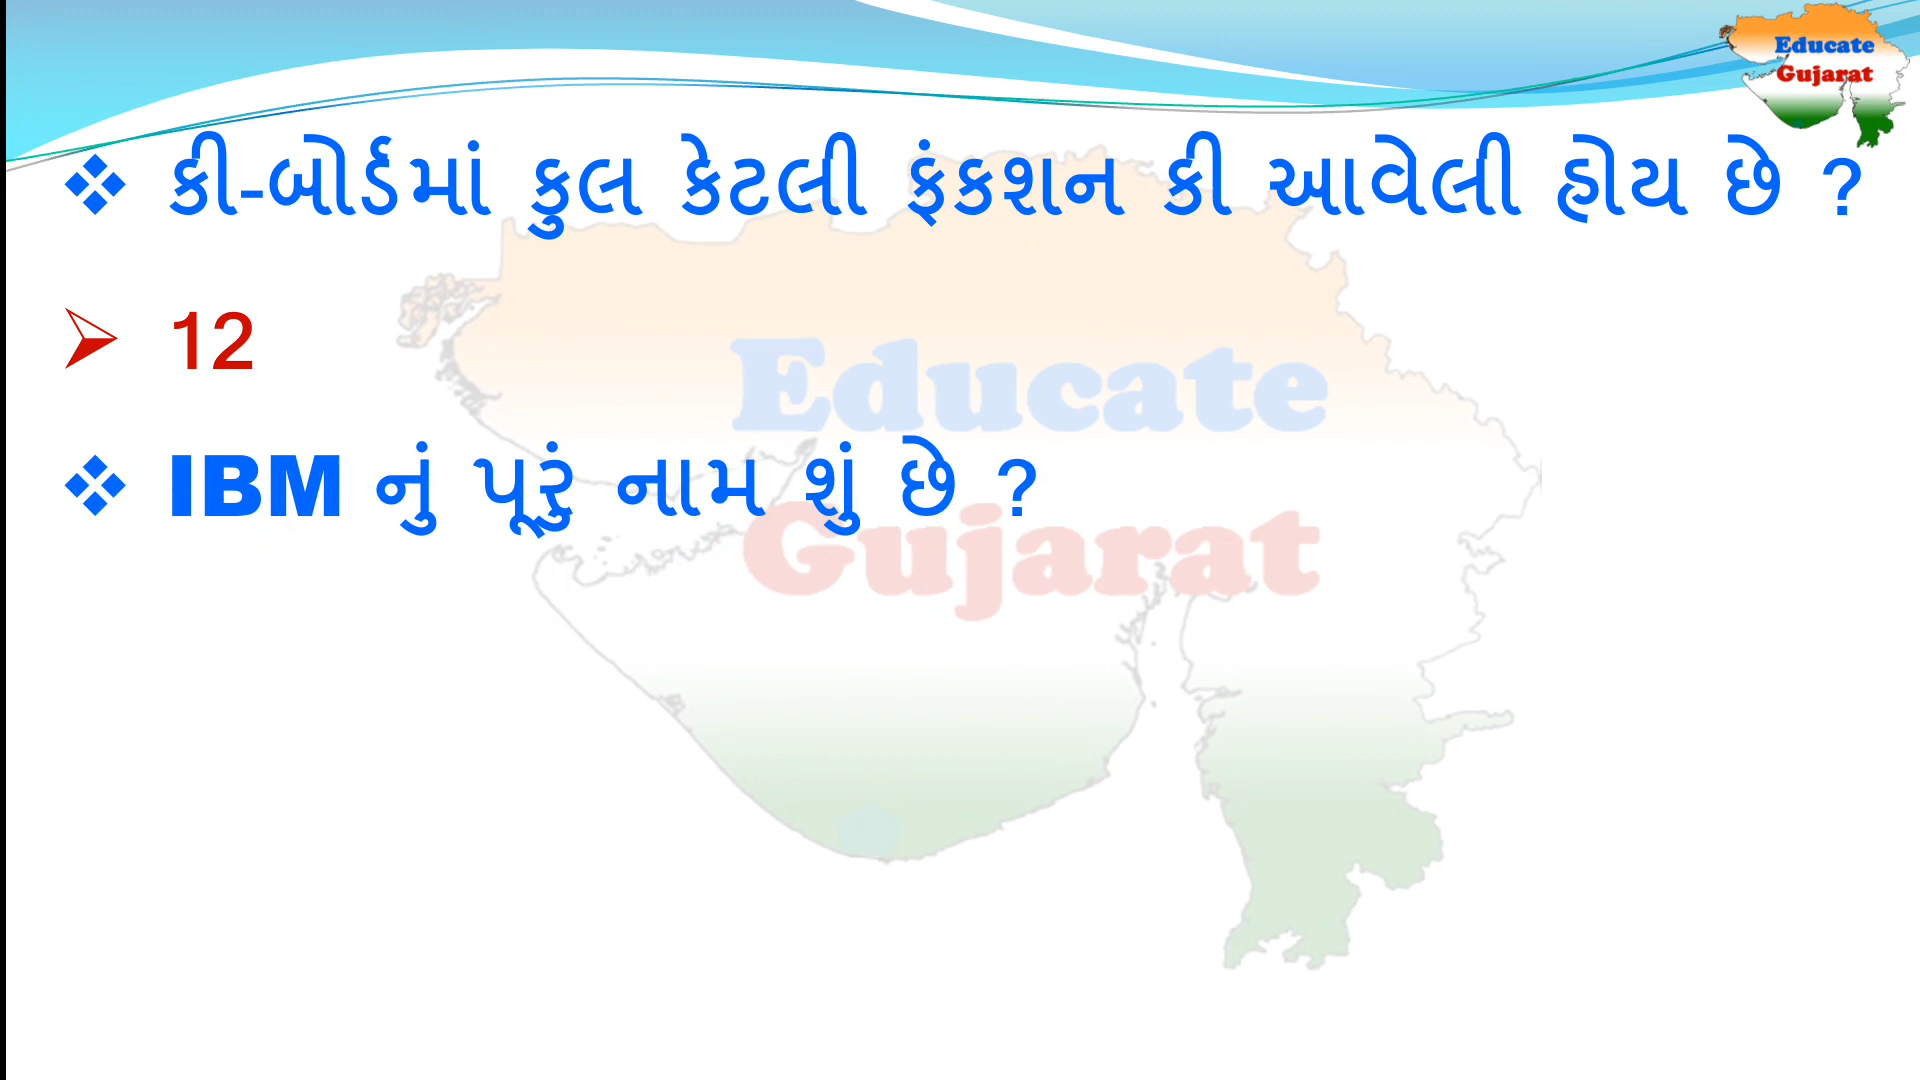 Educate
Gujarat
કી-બોર્ડમાં કુલ કેટલી ફંકશન કી આવેલી હોય છે ?
12
IBM નું પૂરું નામ શું છે ?
Educate
Gujarat